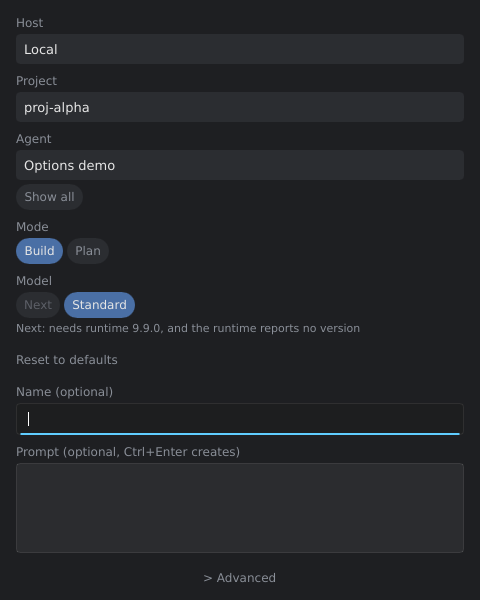 Host
Local
Project
proj-alpha
Agent
Options demo
Show all
Mode
Build Plan
Model
Next Standard
Next: needs runtime 9.9.0, and the runtime reports no version
Reset to defaults
Name (optional)
Prompt (optional, Ctrl+Enter creates)
> Advanced